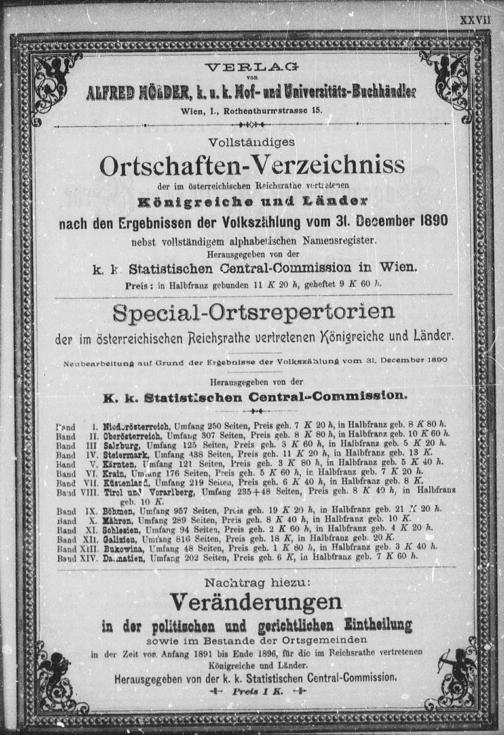 XXVII
VERLAG
von
ALFRED HÖLDER, k. u. k. Hof- und Universitäts-Buchhändler
Wien, I., Rothenthurmstrasse 15.
Vollständiges
Ortschaften-Verzeichniss
der im österreichischen Reichsrathe vertretenen
Königreiche und Länder
nach den Ergebnissen der Volkszählung vom 31. December 1890
nebst vollständigem alphabetischen Namensregister.
Herausgegeben von der
k. k. Statistischen Central-Commission in Wien.
Preis: in Halbfranz gebunden 11 K 20 h, geheftet 9 K 60 h.
Special-Ortsrepertorien
der im österreichischen Reichsrathe vertretenen Königreiche und Länder.
Neubearbeitung auf Grund der Ergebnisse der Volkszählung vom 31. December 1890
Herausgegeben von der
K. k. Statistischen Central-Commission.
Band I. Niederösterreich, Umfang 250 Seiten, Preis geh. 7 K 20 h, in Halbfranz geb. 8 K 80 h.
Band II. Oberösterreich, Umfang 307 Seiten, Preis geh. 8 K 80 h, in Halbfranz geb. 10 K 60 h.
Band III Salzburg, Umfang 125 Seiten, Preis geh. 3 K 60 h, in Halbfranz geb. 5 K 20 h.
Band IV. Steiermark, Umfang 438 Seiten, Preis geh. 11 K 20 h, in Halbfranz geb. 13 K.
Band V. Kärnten, Umfang 121 Seiten, Preis geh. 3 K 80 h, in Halbfranz geb. 5 K 40 h.
Band VI. Krain, Umfang 176 Seiten, Preis geh. 5 K 60 h, in Halbfranz geb. 7 K 20 h.
Band VII. Küstenland, Umfang 219 Seiten, Preis geh. 6 K 40 h, in Halbfranz geb. 8 K.
Band VIII. Tirol und Vorarlberg, Umfang 235+48 Seiten, Preis geh. 8 K 40 h, in Halbfranz
geb. 10 K.
Band IX. Böhmen, Umfang 957 Seiten, Preis geh. 19 K 20 h, in Halbfranz geb. 21 K 20 h.
Band X. Mähren, Umfang 289 Seiten, Preis geh. 8 K 40 h, in Halbfranz geb. 10 K.
Band XI. Schlesien, Umfang 94 Seiten, Preis geh. 2 K 60 h, in Halbfranz geb. 4 K 20 h.
Band XII. Galizien, Umfang 816 Seiten, Preis geh. 18 K, in Halbfranz geb. 20 K.
Band XIII. Bukowina, Umfang 48 Seiten, Preis geh. 1 K 80 h, in Halbfranz geb. 3 K 40 h.
Band XIV. Dalmatien, Umfang 202 Seiten, Preis geh. 6 K, in Halbfranz geb. 7 K 20 h.
Nachtrag hiezu:
Veränderungen
in der politischen und gerichtlichen Eintheilung
sowie im Bestande der Ortsgemeinden
in der Zeit von Anfang 1891 bis Ende 1896, für die im Reichsrathe vertretenen
Königreiche und Länder.
Herausgegeben von der k. k. Statistischen Central-Commission.
Preis 1 K.